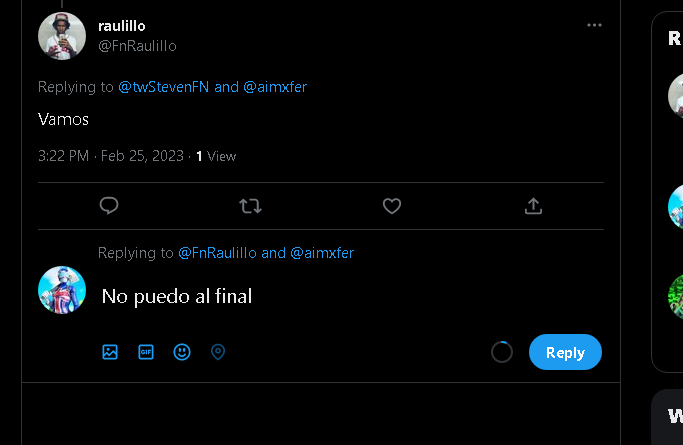 raulillo
@FnRaulillo
Replying to @twStevenFN and @aimxfer
Vamos
3:22 PM · Feb 25, 2023 · 1 View
Replying to @FnRaulillo and @aimxfer
No puedo al final
GIF
Reply
R
W